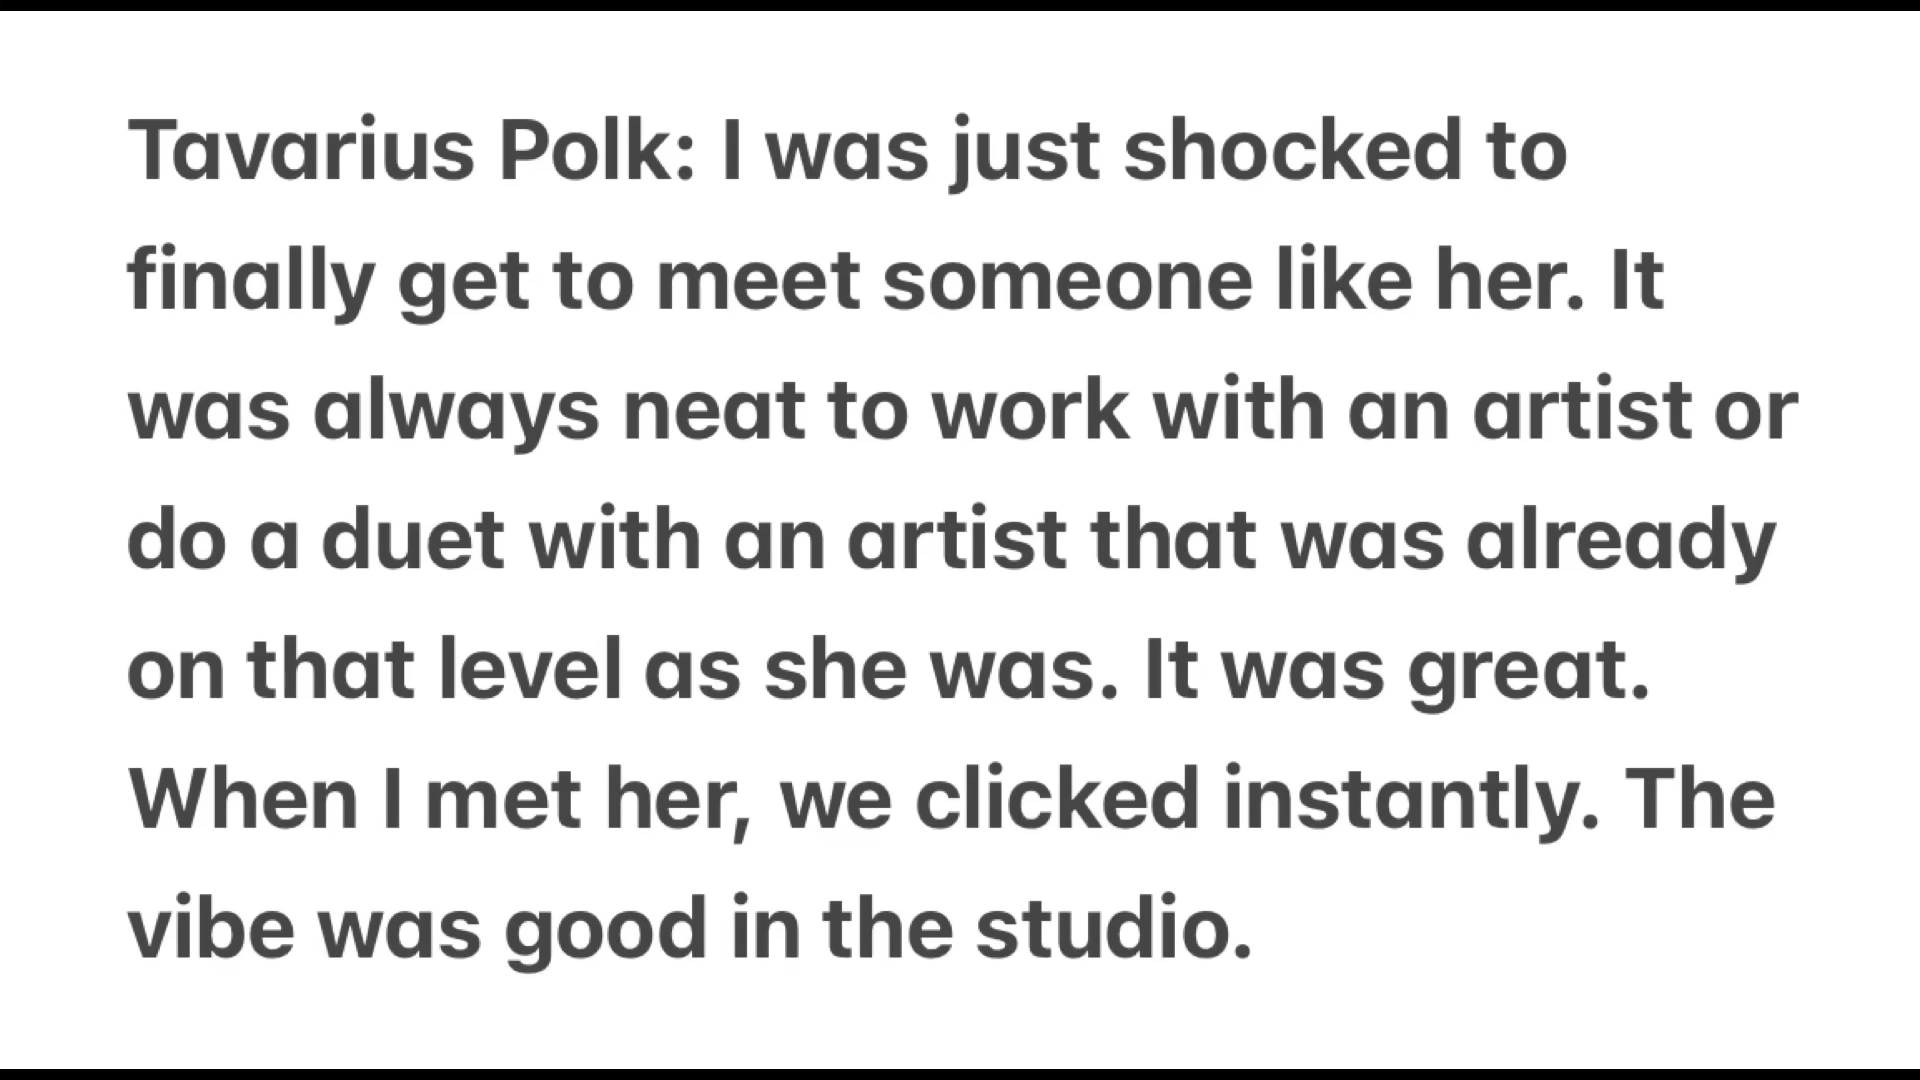 Tavarius Polk: I was just shocked to
finally get to meet someone like her. It
was always neat to work with an artist or
do a duet with an artist that was already
on that level as she was. It was great.
When I met her, we clicked instantly. The
vibe was good in the studio.